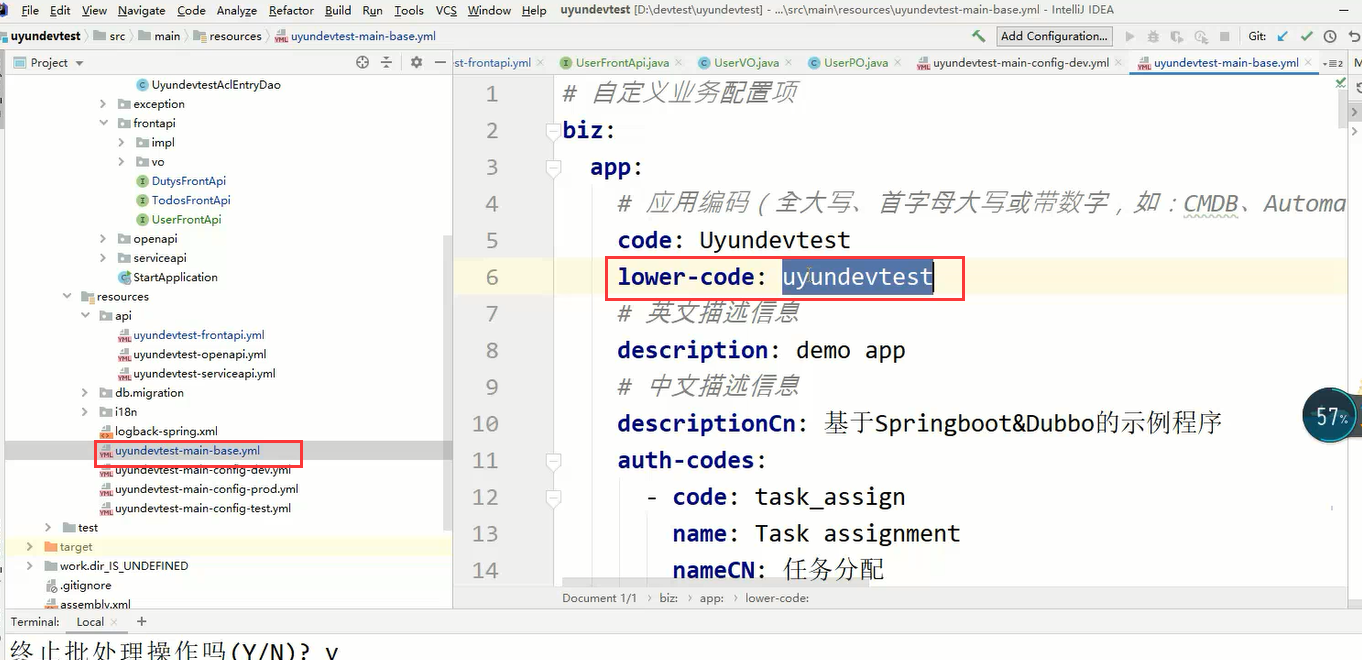 File Edit View Navigate Code Analyze Refactor Build Run Tools VCS Window Help uyundevtest [D:\devtest\uyundevtest] - ...\src\main\resources\uyundevtest-main-base.yml - IntelliJ IDEA
uyundevtest src main resources uyundevtest-main-base.yml Add Configuration... Git:
Project
st-frontapi.yml UserFrontApi.java UserVO.java UserPO.java uyundevtest-main-config-dev.yml uyundevtest-main-base.yml
UyundevtestAclEntryDao
exception
frontapi
impl
vo
DutysFrontApi
TodosFrontApi
UserFrontApi
openapi
serviceapi
StartApplication
resources
api
uyundevtest-frontapi.yml
uyundevtest-openapi.yml
uyundevtest-serviceapi.yml
db.migration
i18n
logback-spring.xml
uyundevtest-main-base.yml
uyundevtest-main-config-dev.yml
uyundevtest-main-config-prod.yml
uyundevtest-main-config-test.yml
test
target
work.dir_IS_UNDEFINED
.gitignore
assembly.xml
1 # 自定义业务配置项
2 biz:
3 app:
4 # 应用编码（全大写、首字母大写或带数字，如：CMDB、Automa
5 code: Uyundevtest
6 lower-code: uyundevtest
7 # 英文描述信息
8 description: demo app
9 # 中文描述信息
10 descriptionCn: 基于Springboot&Dubbo的示例程序
11 auth-codes:
12 - code: task_assign
13 name: Task assignment
14 nameCN: 任务分配
57%
Document 1/1 biz: app: lower-code:
Terminal: Local +
终止批处理操作吗(Y/N)? y